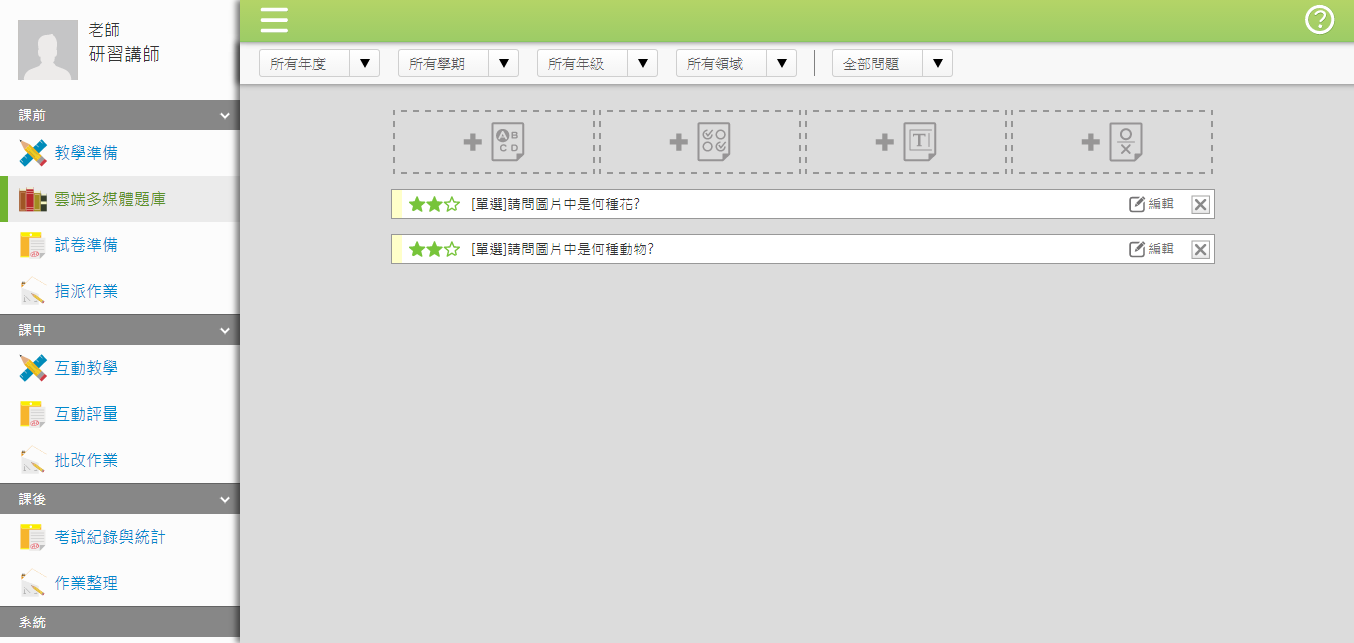 老師
研習講師
課前
教學準備
雲端多媒體題庫
試卷準備
指派作業
課中
互動教學
互動評量
批改作業
課後
考試紀錄與統計
作業整理
系統
所有年度 ▼ 所有學期 ▼ 所有年級 ▼ 所有領域 ▼ 全部問題 ▼
A B C D
T
[單選]請問圖片中是何種花? 編輯
[單選]請問圖片中是何種動物? 編輯